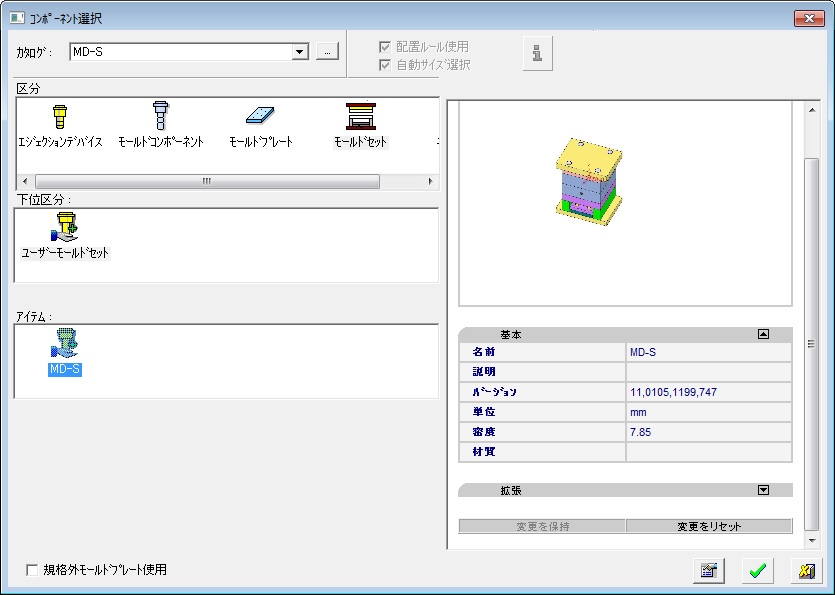 コンポーネント選択
カタログ:
MD-S
...
配置ルール使用
自動サイズ選択
区分
エジェクションデバイス
モールドコンポーネント
モールドプレート
モールドセット
下位区分:
ユーザーモールドセット
アイテム:
MD-S
基本
名前 MD-S
説明
バージョン 11,0105,1199,747
単位 mm
密度 7.85
材質
拡張
変更を保持
変更をリセット
規格外モールドプレート使用